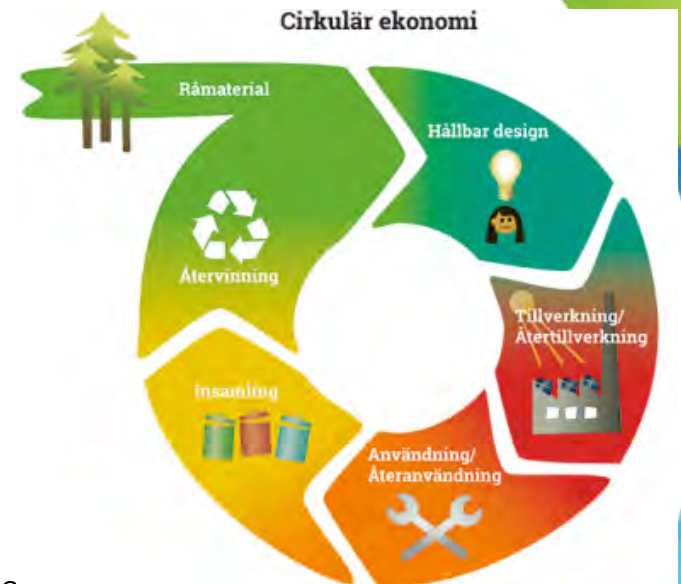 Cirkulär ekonomi
Råmaterial
Hållbar design
Återvinning
Tillverkning/
Återtillverkning
Insamling
Användning/
Återanvändning